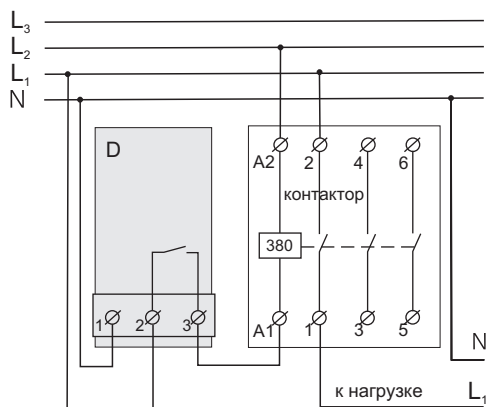 L₃
L₂
L₁
N
D
A2 2 4 6
контактор
380
1 2 3 A1 1 3 5
N
к нагрузке L₁